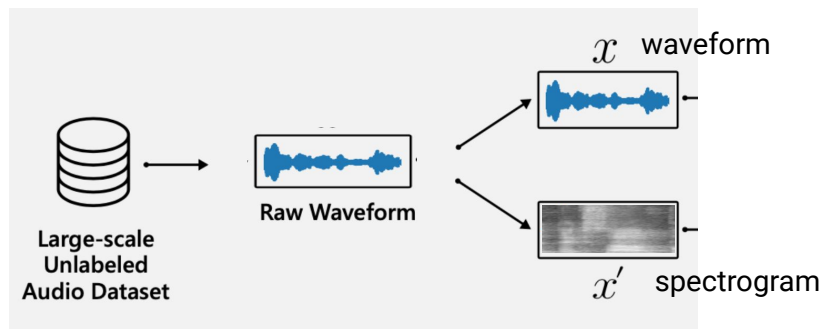 x waveform
Large-scale
Unlabeled
Audio Dataset
Raw Waveform
x′ spectrogram